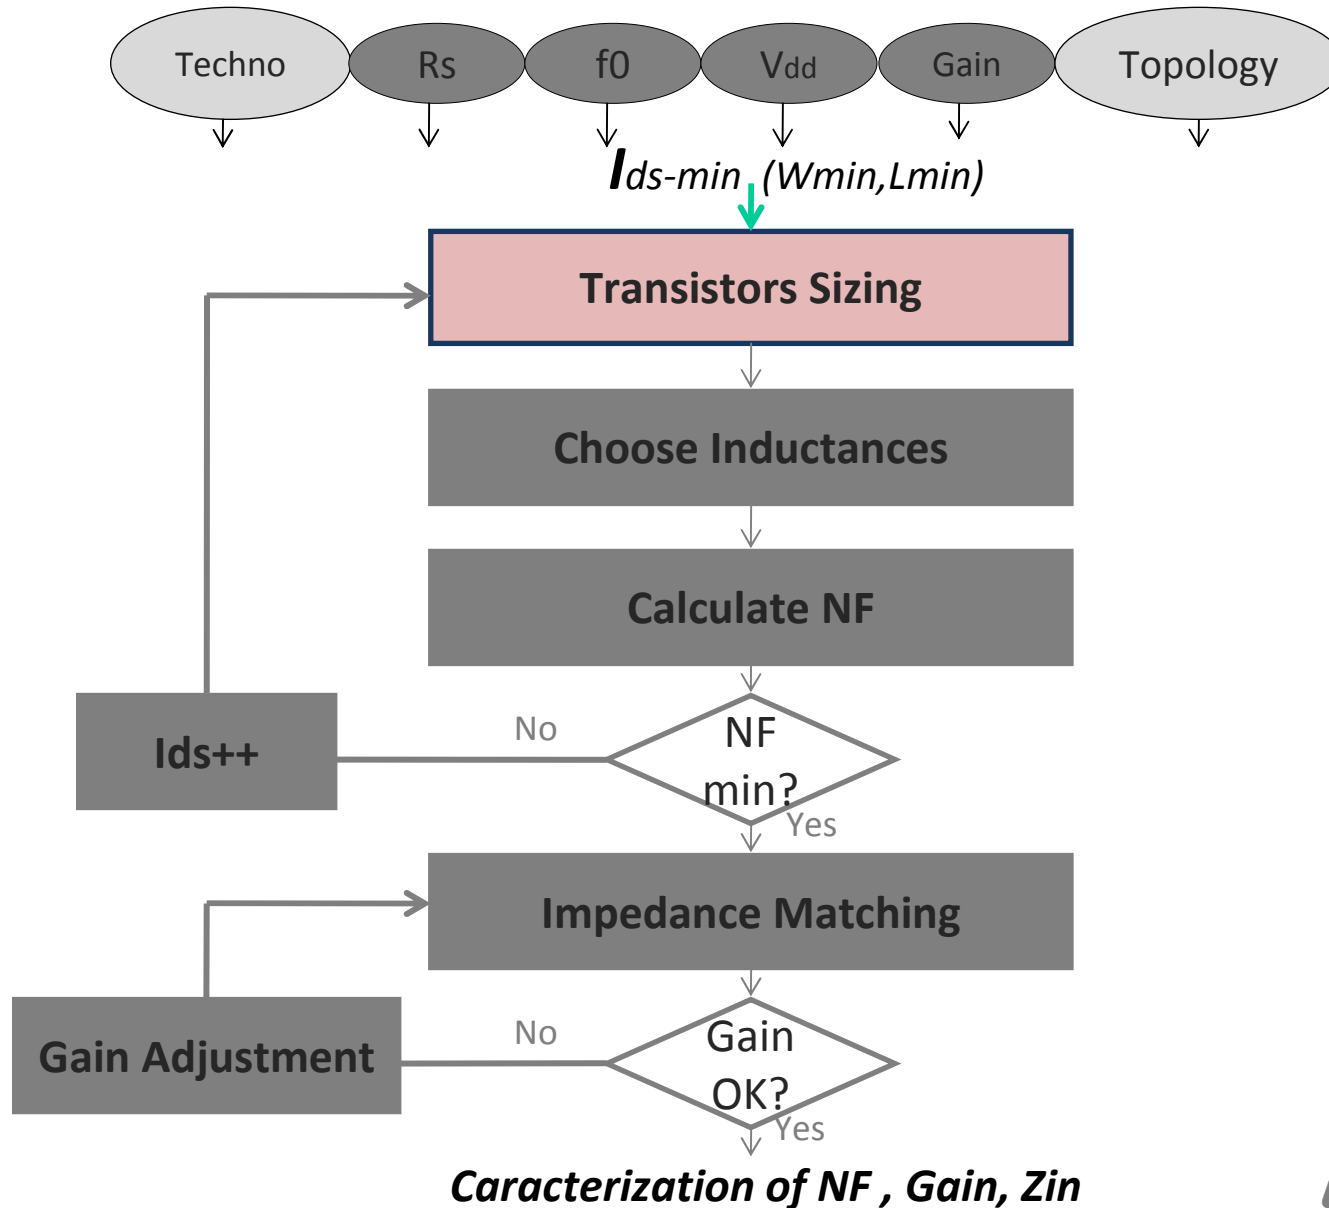 Techno Rs f0 Vdd Gain Topology
Ids-min (Wmin,Lmin)
Transistors Sizing
Choose Inductances
Calculate NF
No
NF
min?
Ids++
Yes
Impedance Matching
No
Gain
OK?
Gain Adjustment
Yes
Caracterization of NF , Gain, Zin